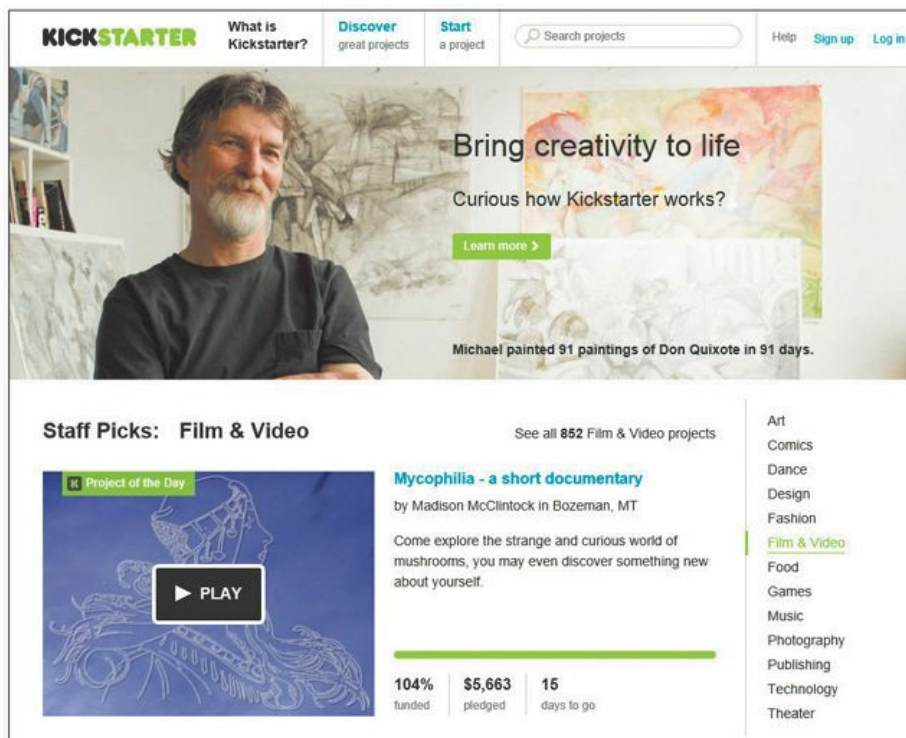 KICKSTARTER
What is
Kickstarter?
Discover
great projects
Start
a project
Search projects
Help
Sign up
Log in
Bring creativity to life
Curious how Kickstarter works?
Learn more
Michael painted 91 paintings of Don Quixote in 91 days.
Staff Picks: Film & Video
See all 852 Film & Video projects
K Project of the Day
PLAY
Mycophilia - a short documentary
by Madison McClintock in Bozeman, MT
Come explore the strange and curious world of
mushrooms, you may even discover something new
about yourself.
104%
funded
$5,663
pledged
15
days to go
Art
Comics
Dance
Design
Fashion
Film & Video
Food
Games
Music
Photography
Publishing
Technology
Theater